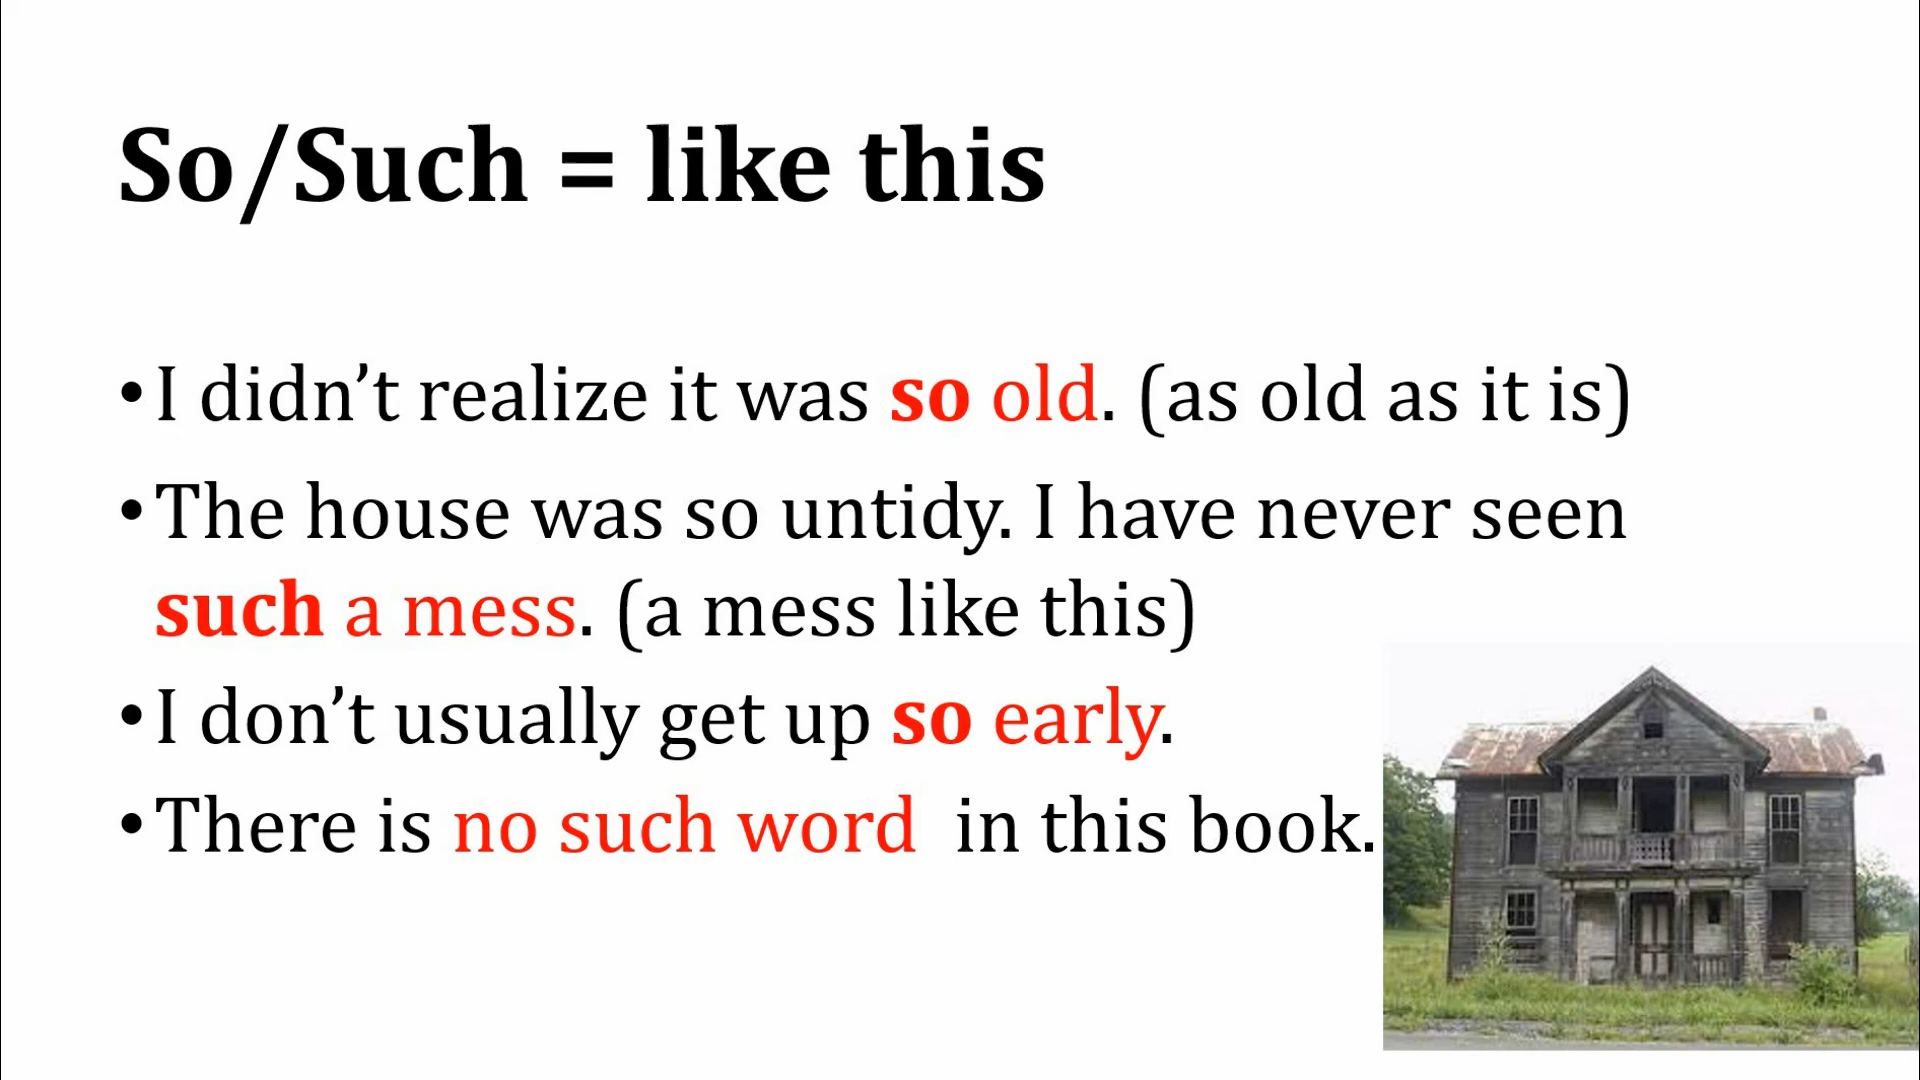 So/Such = like this
•I didn’t realize it was so old. (as old as it is)
•The house was so untidy. I have never seen
such a mess. (a mess like this)
•I don’t usually get up so early.
•There is no such word in this book.